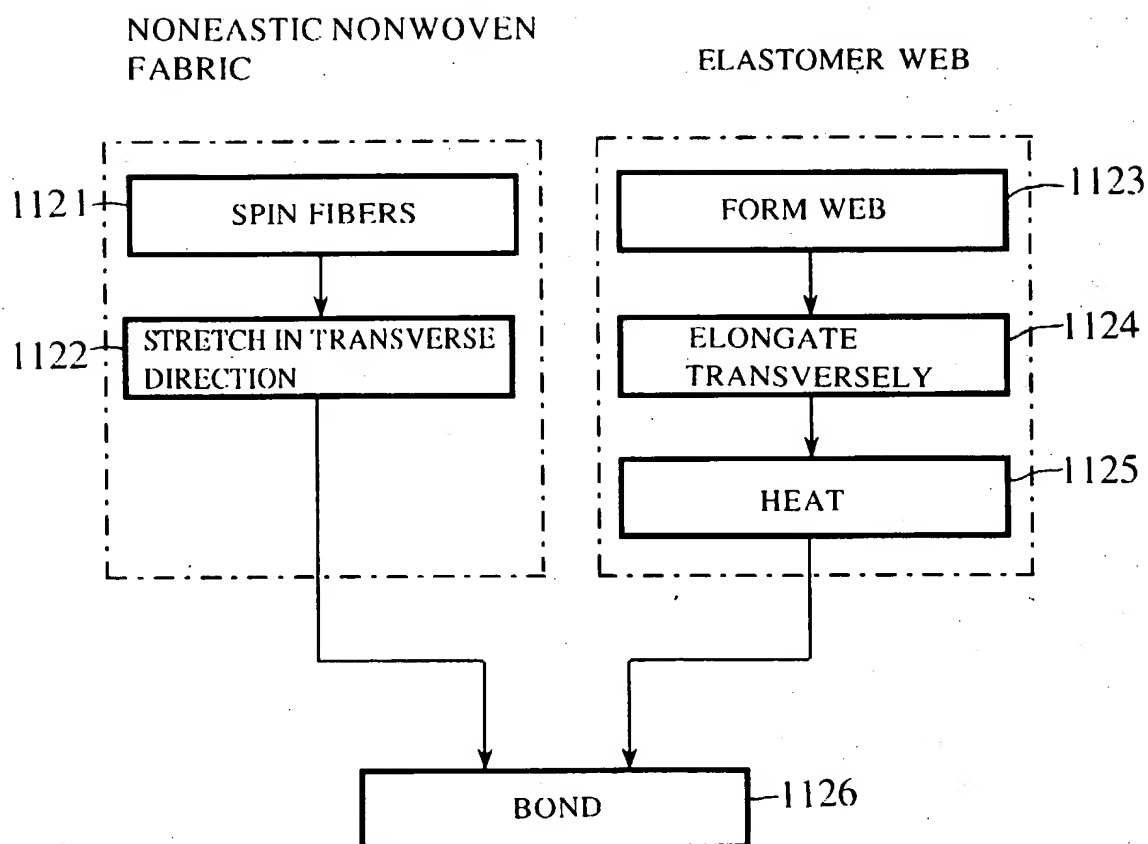 NONEASTIC NONWOVEN
FABRIC
ELASTOMER WEB
1121
SPIN FIBERS
1122
STRETCH IN TRANSVERSE
DIRECTION
FORM WEB
1123
ELONGATE
TRANSVERSELY
1124
HEAT
1125
BOND
1126